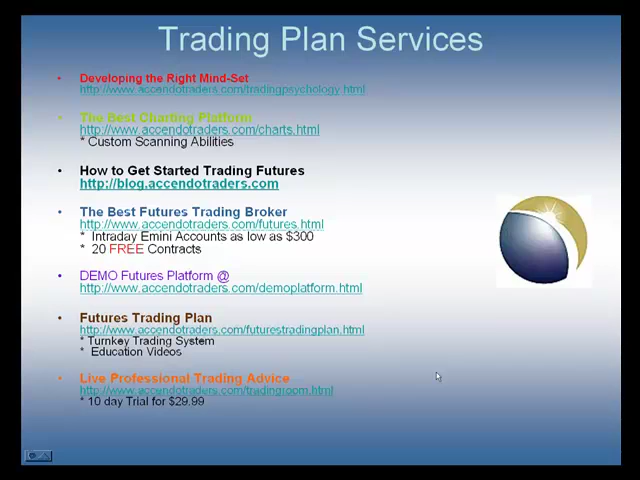 Trading Plan Services
• Developing the Right Mind-Set
http://www.accendotraders.com/tradingpsychology.html
• The Best Charting Platform
http://www.accendotraders.com/charts.html
* Custom Scanning Abilities
• How to Get Started Trading Futures
http://blog.accendotraders.com
• The Best Futures Trading Broker
http://www.accendotraders.com/futures.html
* Intraday Emini Accounts as low as $300
* 20 FREE Contracts
• DEMO Futures Platform @
http://www.accendotraders.com/demoplatform.html
• Futures Trading Plan
http://www.accendotraders.com/futurestradingplan.html
* Turnkey Trading System
* Education Videos
• Live Professional Trading Advice
http://www.accendotraders.com/tradingroom.html
* 10 day Trial for $29.99